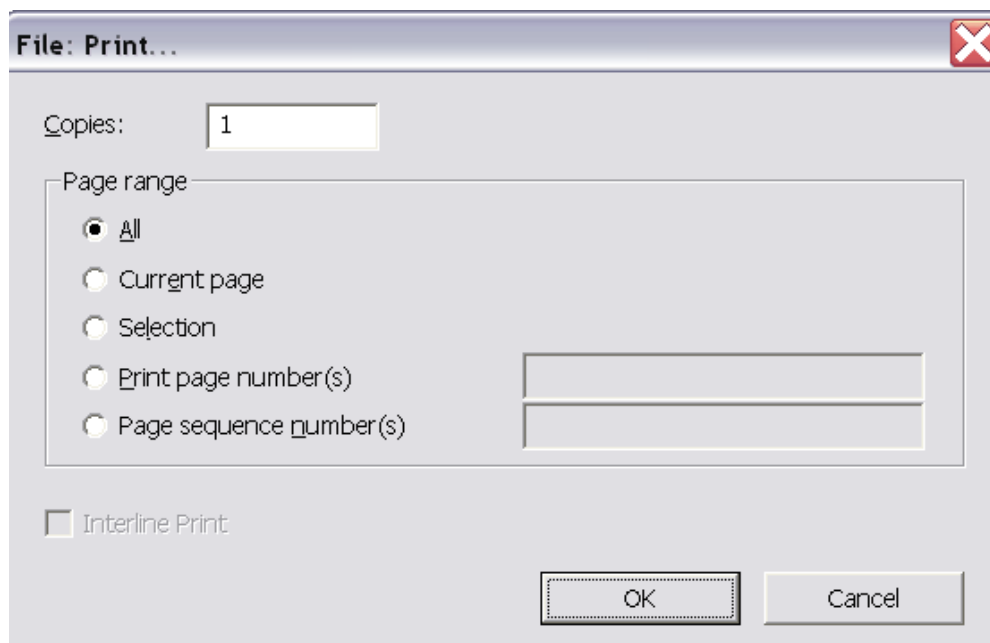 File: Print...
Copies: 1
Page range
All
Current page
Selection
Print page number(s)
Page sequence number(s)
Interline Print
OK Cancel